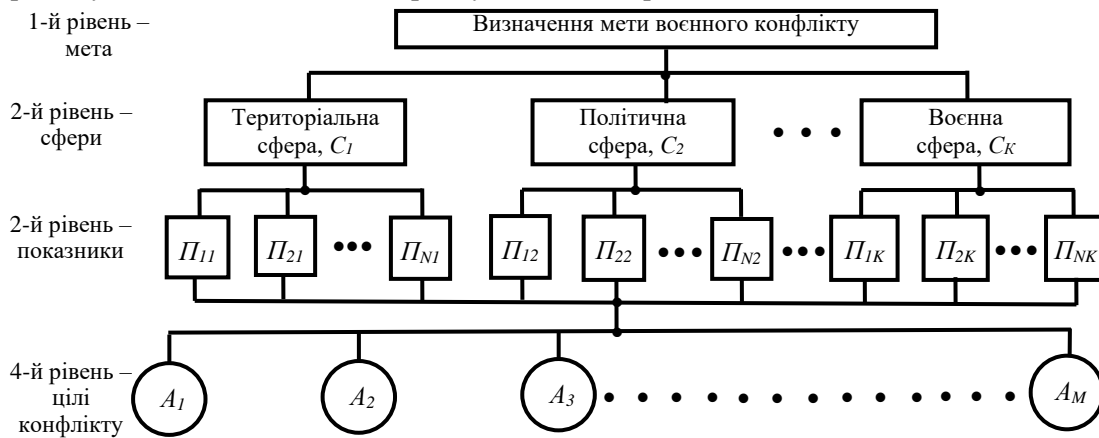 1-й рівень –
мета
Визначення мети воєнного конфлікту
2-й рівень –
сфери
Територіальна
сфера, C1
Політична
сфера, C2
Воєнна
сфера, CK
2-й рівень –
показники
П11
П21
ПN1
П12
П22
ПN2
П1K
П2K
ПNK
4-й рівень –
цілі
конфлікту
A1
A2
A3
AM